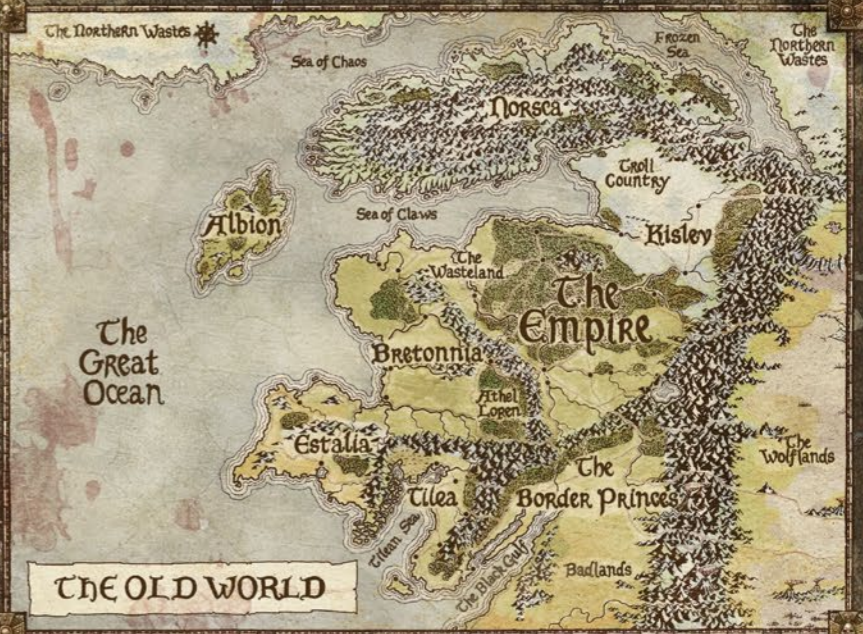 The Northern Wastes
Sea of Chaos
Frozen
Sea
The
Northern
Wastes
Norsca
Troll
Country
Albion
Sea of Claws
Kislev
The
Wasteland
The
Empire
The
Great
Ocean
Bretonnia
Athel
Loren
Estalia
The
Wolflands
The
Border Princes
Tilea
Tilean Sea
The Black Gulf
Badlands
THE OLD WORLD